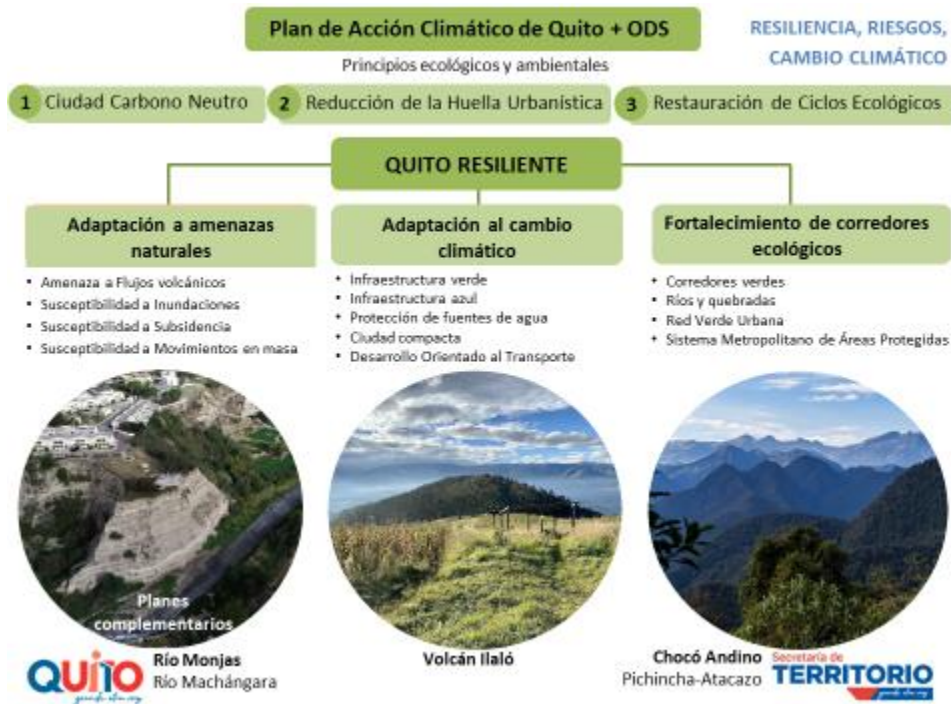 Plan de Acción Climático de Quito + ODS
RESILIENCIA, RIESGOS,
CAMBIO CLIMÁTICO
Principios ecológicos y ambientales
1 Ciudad Carbono Neutro
2 Reducción de la Huella Urbanística
3 Restauración de Ciclos Ecológicos
QUITO RESILIENTE
Adaptación a amenazas
naturales
▪ Amenaza a Flujos volcánicos
▪ Susceptibilidad a Inundaciones
▪ Susceptibilidad a Subsidencia
▪ Susceptibilidad a Movimientos en masa
Adaptación al cambio
climático
• Infraestructura verde
• Infraestructura azul
• Protección de fuentes de agua
• Ciudad compacta
• Desarrollo Orientado al Transporte
Fortalecimiento de corredores
ecológicos
• Corredores verdes
▪ Ríos y quebradas
▪ Red Verde Urbana
▪ Sistema Metropolitano de Áreas Protegidas
Planes
complementarios
QUITO
grande otra vez
Río Monjas
Río Machángara
Volcán Ilaló
Chocó Andino
Pichincha-Atacazo
Secretaría de
TERRITORIO